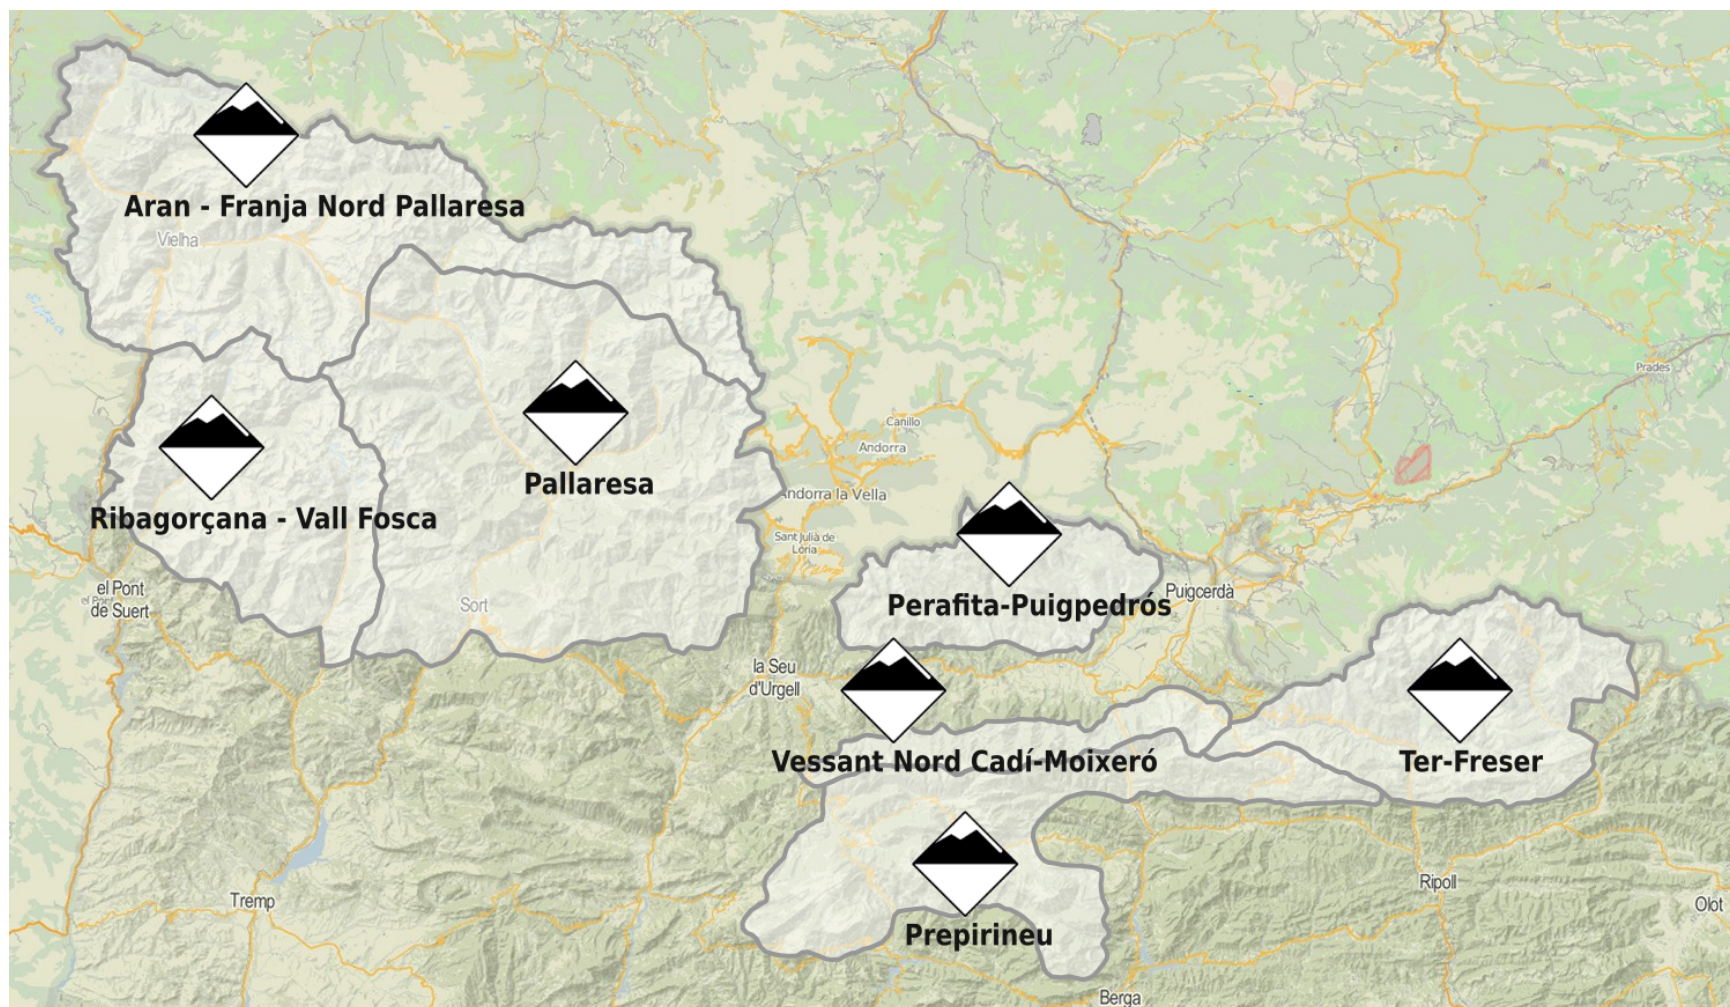 Aran - Franja Nord Pallaresa
Vielha
Prades
Canillo
Andorra
Pallaresa
Andorra la Vella
Ribagorçana - Vall Fosca
Sant Julià de
Lòria
el Pont
de Suert
Puigcerdà
Perafita-Puigpedrós
Sort
la Seu
d'Urgell
Vessant Nord Cadí-Moixeró
Ter-Freser
Ripoll
Tremp
Olot
Prepirineu
Berga